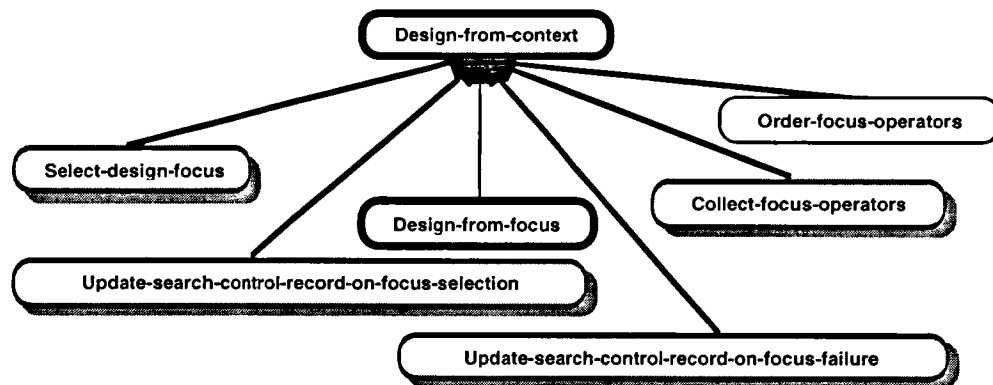 Design-from-context
Order-focus-operators
Select-design-focus
Collect-focus-operators
Design-from-focus
Update-search-control-record-on-focus-selection
Update-search-control-record-on-focus-failure